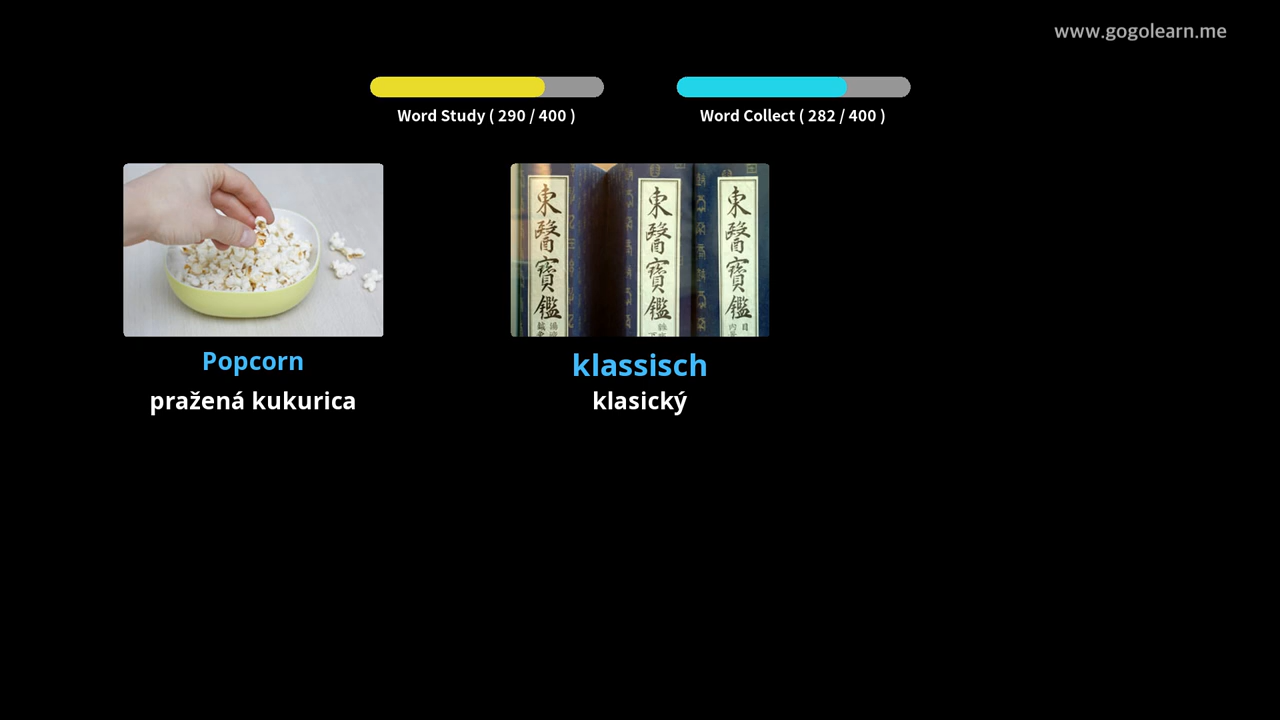 www.gogolearn.me
Word Study ( 290 / 400 )
Word Collect ( 282 / 400 )
東醫寶鑑
東醫寶鑑
東醫寶鑑
Popcorn
klassisch
pražená kukurica
klasický